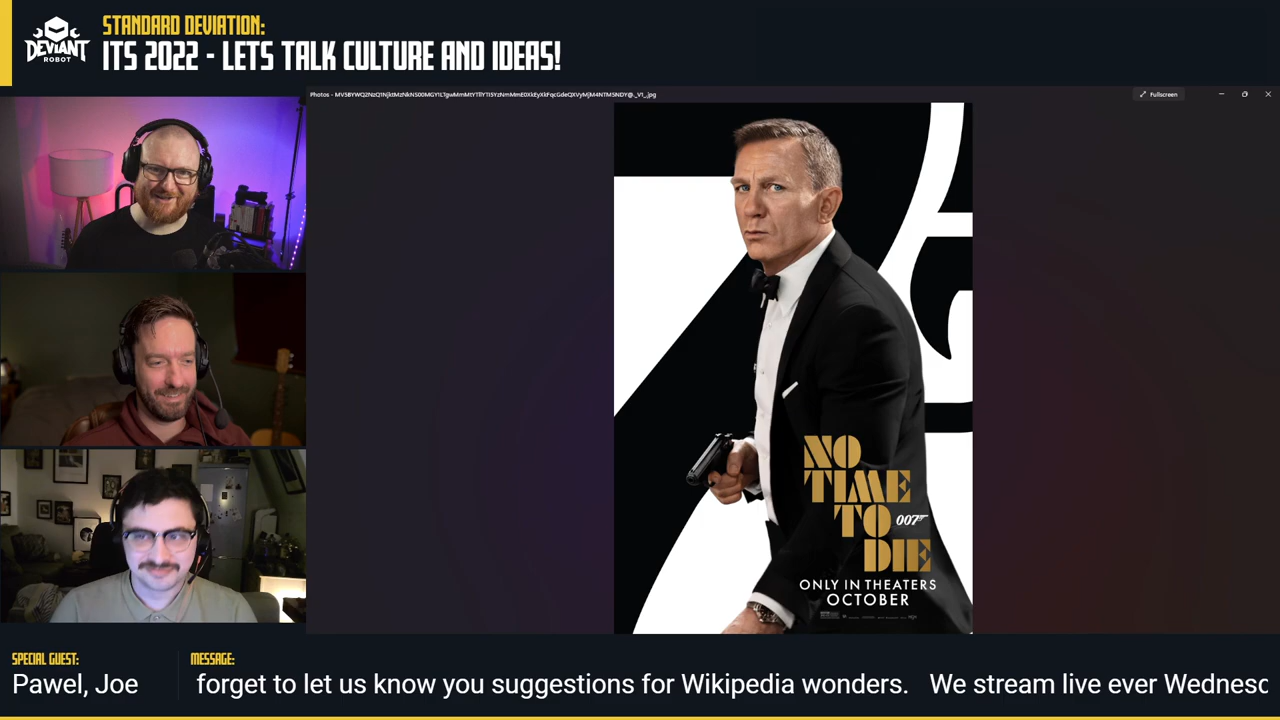 DEVIANT
ROBOT
STANDARD DEVIATION:
ITS 2022 - LETS TALK CULTURE AND IDEAS!
Fullscreen
NO
TIME
TO 007
DIE
ONLY IN THEATERS
OCTOBER
SPECIAL GUEST:
Pawel, Joe
MESSAGE:
forget to let us know you suggestions for Wikipedia wonders. We stream live ever Wednesd